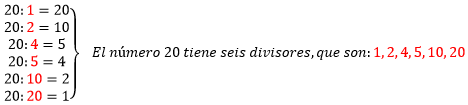 20: 1 = 20
20: 2 = 10
20: 4 = 5
20: 5 = 4
20: 10 = 2
20: 20 = 1
El número 20 tiene seis divisores, que son: 1, 2, 4, 5, 10, 20